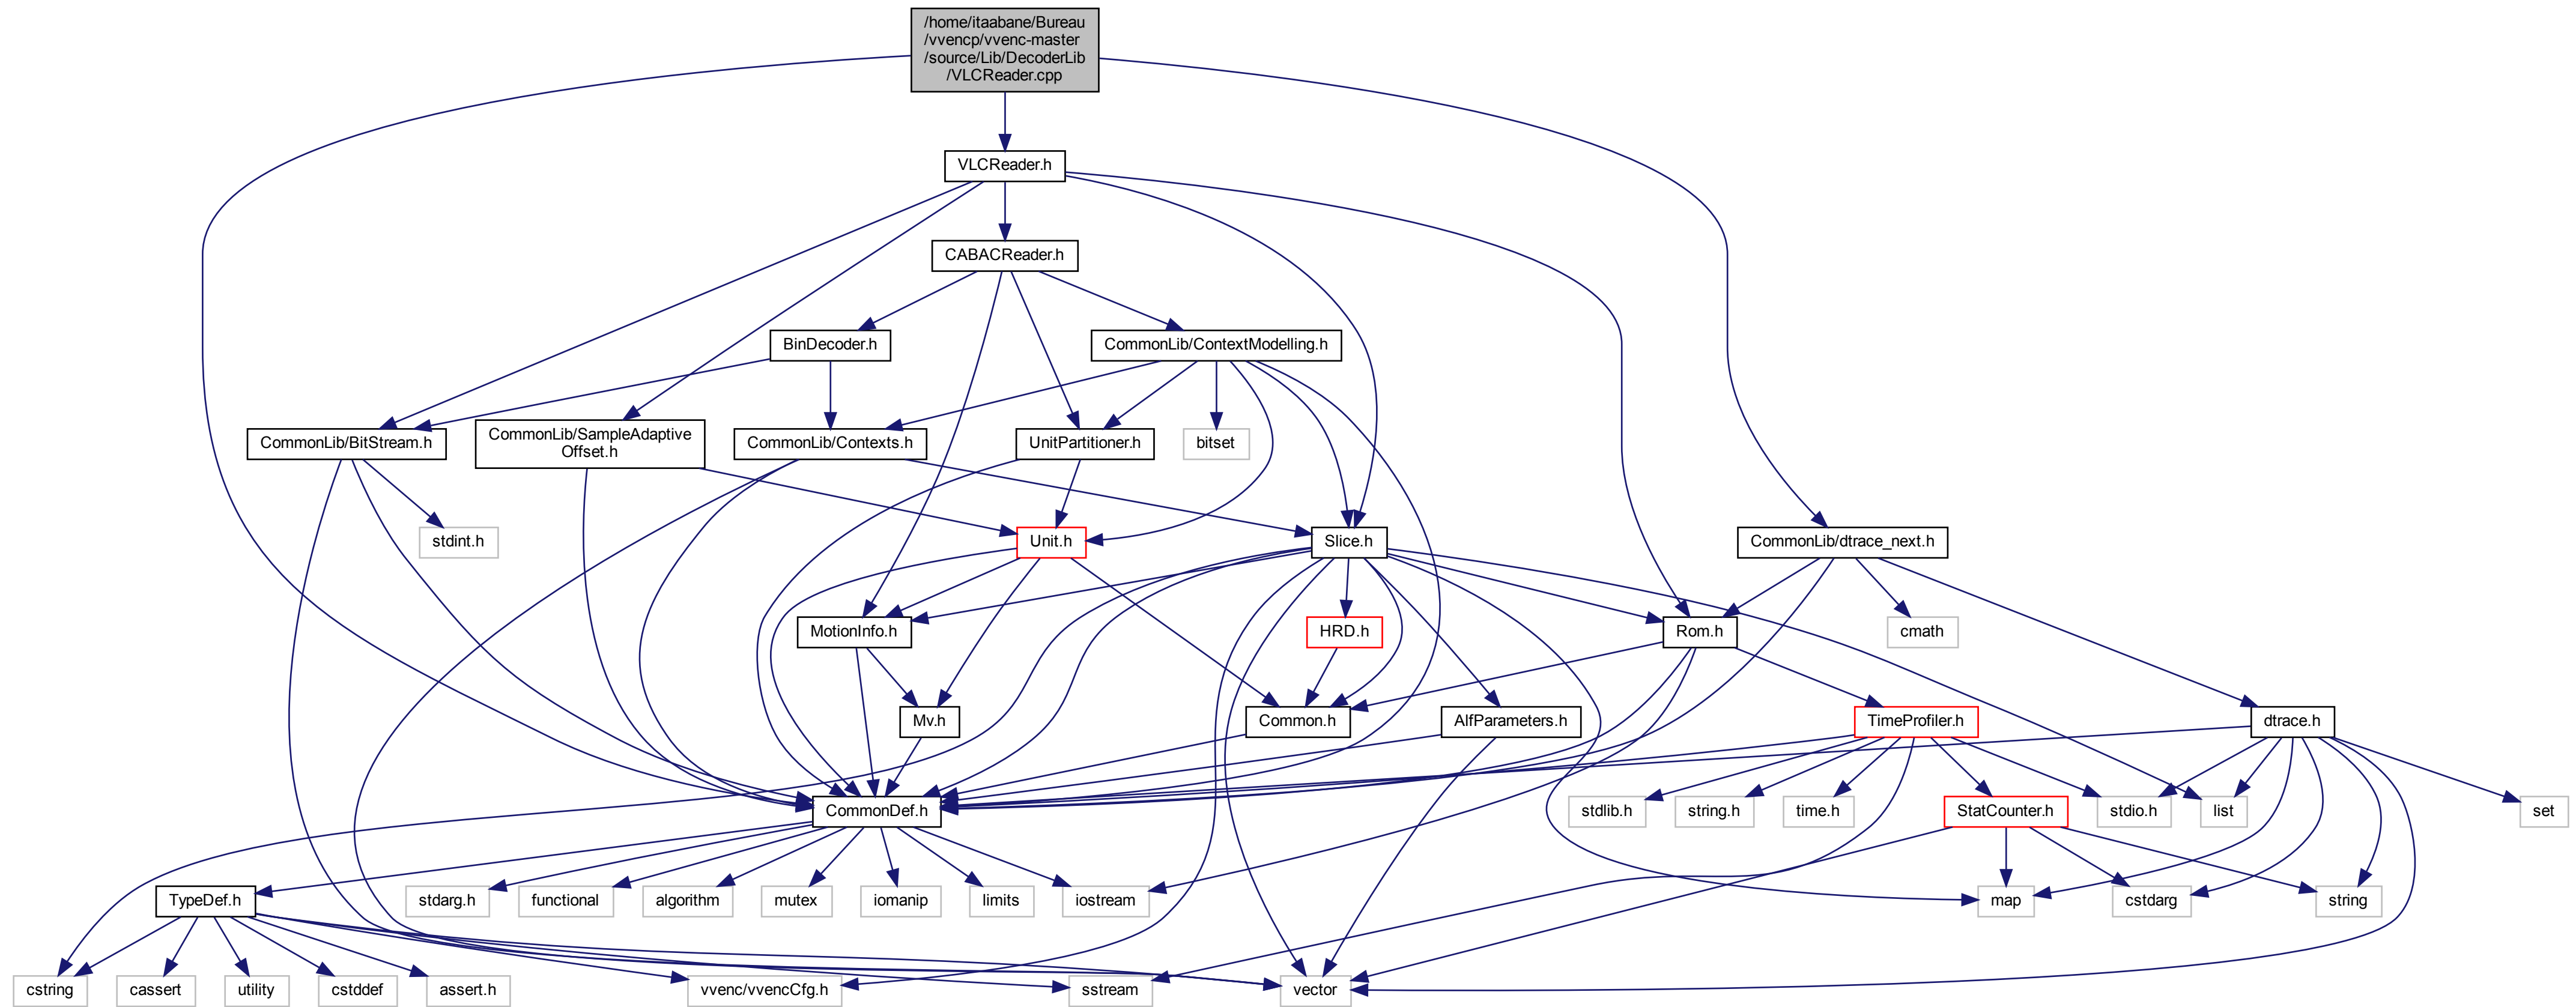 /home/itaabane/Bureau
/vvencp/vvenc-master
/source/Lib/DecoderLib
/VLCReader.cpp
VLCReader.h
CABACReader.h
BinDecoder.h
CommonLib/ContextModelling.h
CommonLib/BitStream.h
CommonLib/SampleAdaptive
Offset.h
CommonLib/Contexts.h
UnitPartitioner.h
bitset
stdint.h
Unit.h
Slice.h
CommonLib/dtrace_next.h
MotionInfo.h
HRD.h
Rom.h
cmath
Mv.h
Common.h
AlfParameters.h
TimeProfiler.h
dtrace.h
CommonDef.h
stdlib.h
string.h
time.h
StatCounter.h
stdio.h
list
set
TypeDef.h
stdarg.h
functional
algorithm
mutex
iomanip
limits
iostream
map
cstdarg
string
cstring
cassert
utility
cstddef
assert.h
vvenc/vvencCfg.h
sstream
vector